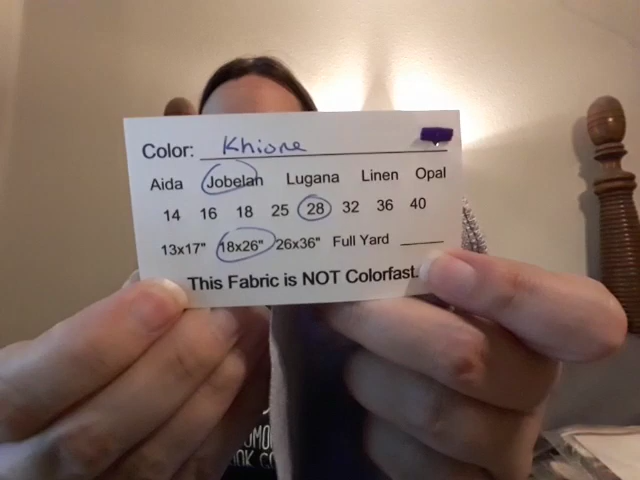 Color: Khione
Aida Jobelan Lugana Linen Opal
14 16 18 25 28 32 36 40
13x17" 18x26" 26x36" Full Yard ____
This Fabric is NOT Colorfast.